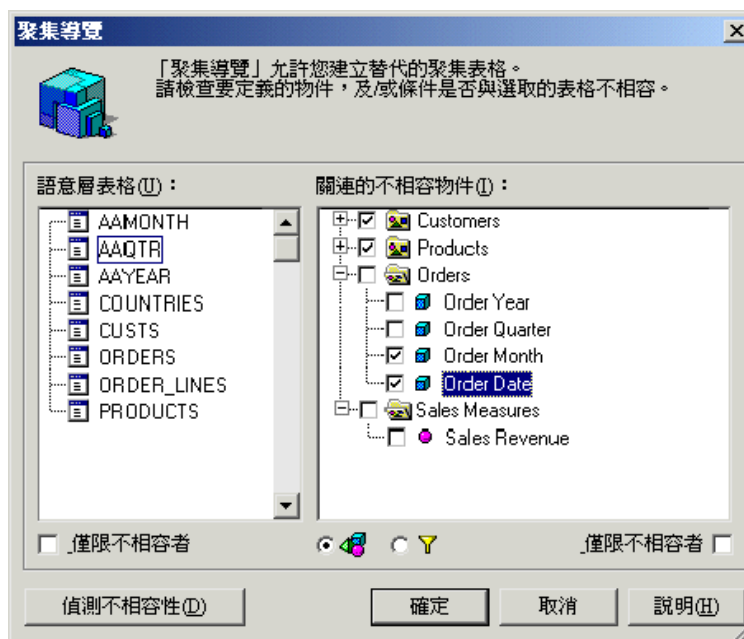 聚集導覽
「聚集導覽」允許您建立替代的聚集表格。
請檢查要定義的物件，及/或條件是否與選取的表格不相容。
語意層表格(U)：
AAMONTH
AAQTR
AAYEAR
COUNTRIES
CUSTS
ORDERS
ORDER_LINES
PRODUCTS
_僅限不相容者
關連的不相容物件(I)：
Customers
Products
Orders
Order Year
Order Quarter
Order Month
Order Date
Sales Measures
Sales Revenue
_僅限不相容者
偵測不相容性(D)
確定
取消
說明(H)